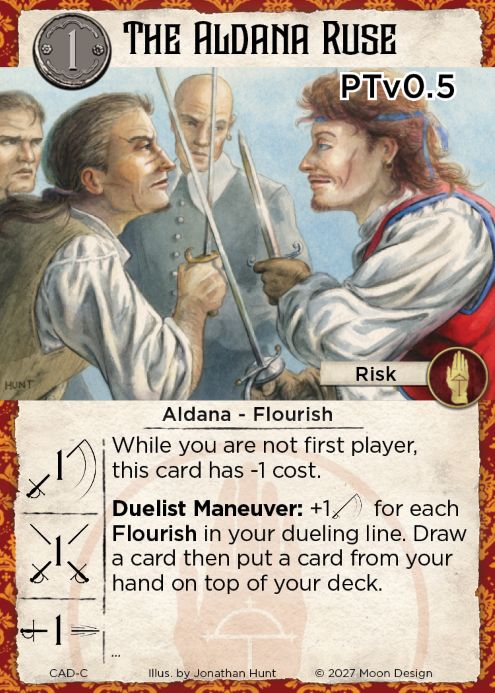 1 THE ALDANA RUSE
PTv0.5
HUNT
Risk
Aldana - Flourish
1
1
1
While you are not first player,
this card has -1 cost.
Duelist Maneuver: +1 for each
Flourish in your dueling line. Draw
a card then put a card from your
hand on top of your deck.
...
CAD-C Illus. by Jonathan Hunt © 2027 Moon Design